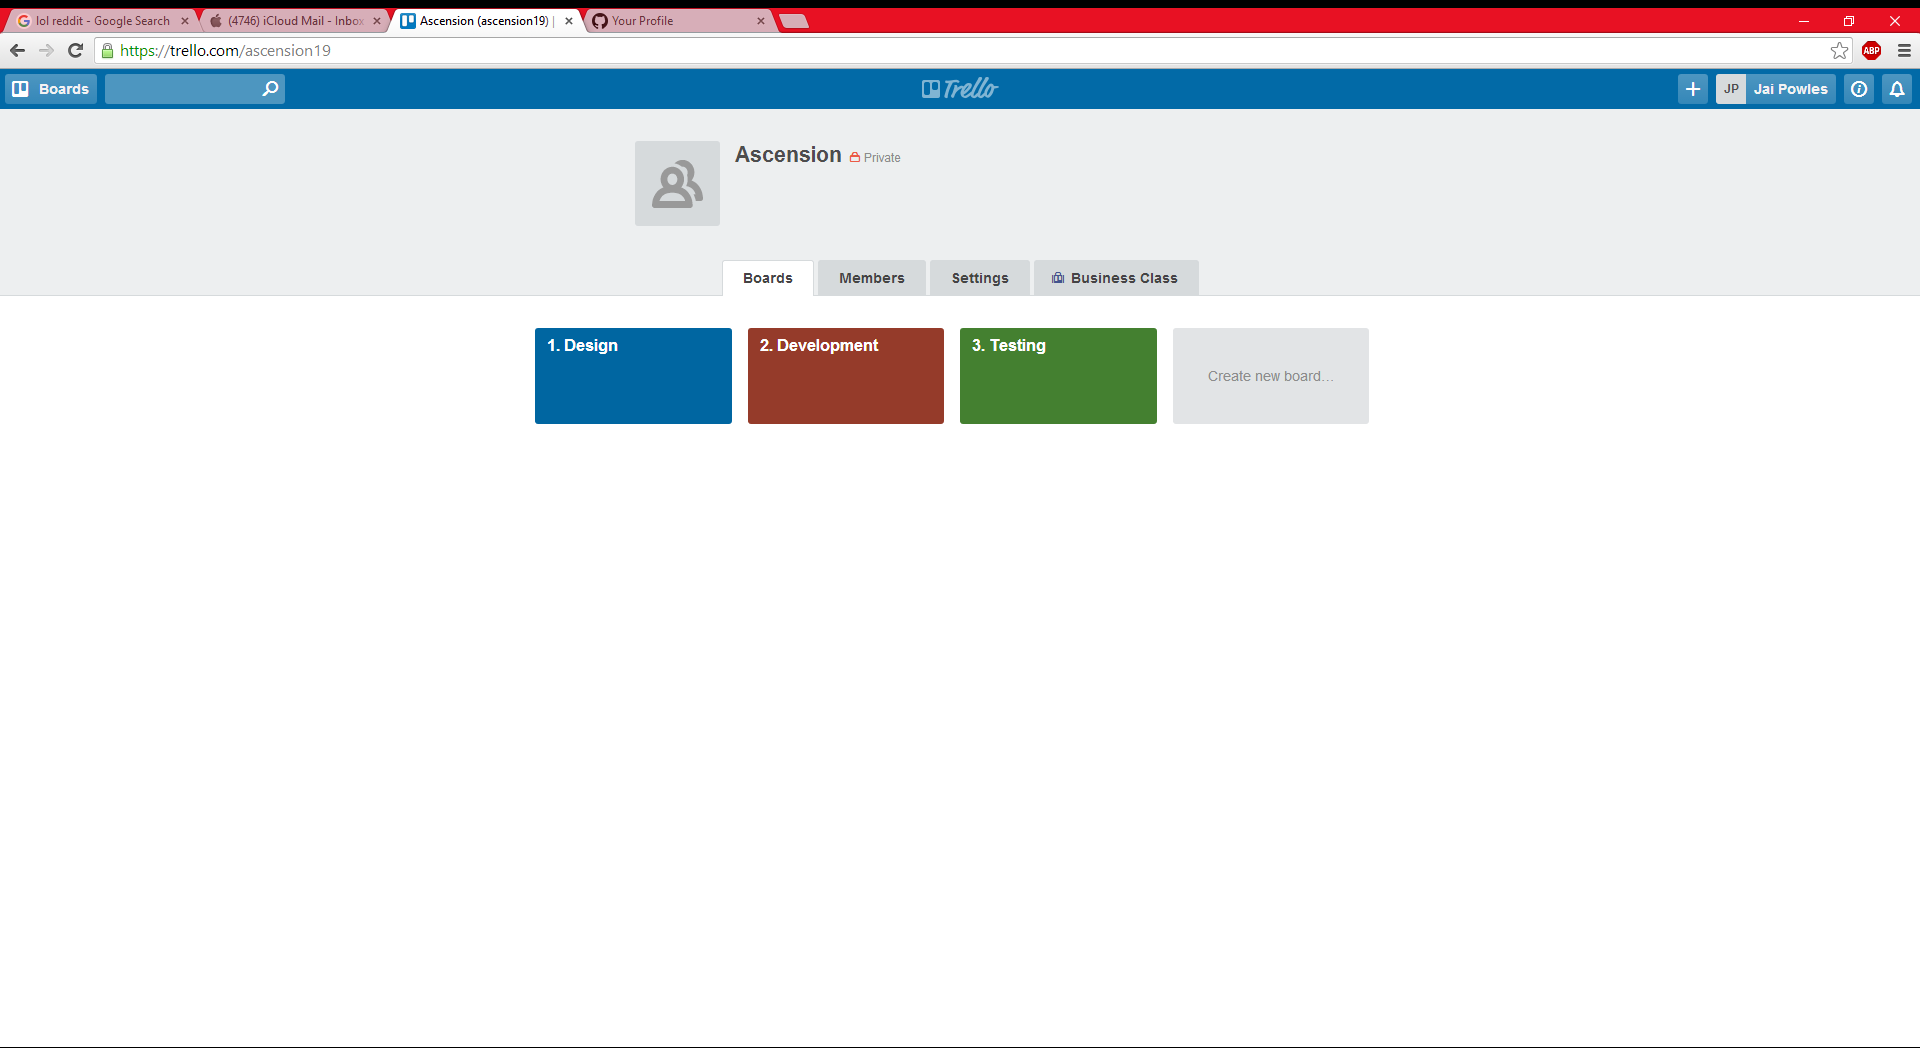 lol reddit - Google Search
(4746) iCloud Mail - Inbox
Ascension (ascension19) |
Your Profile
https://trello.com/ascension19
ABP
Boards
Trello
JP Jai Powles
Ascension Private
Boards
Members
Settings
Business Class
1. Design
2. Development
3. Testing
Create new board...